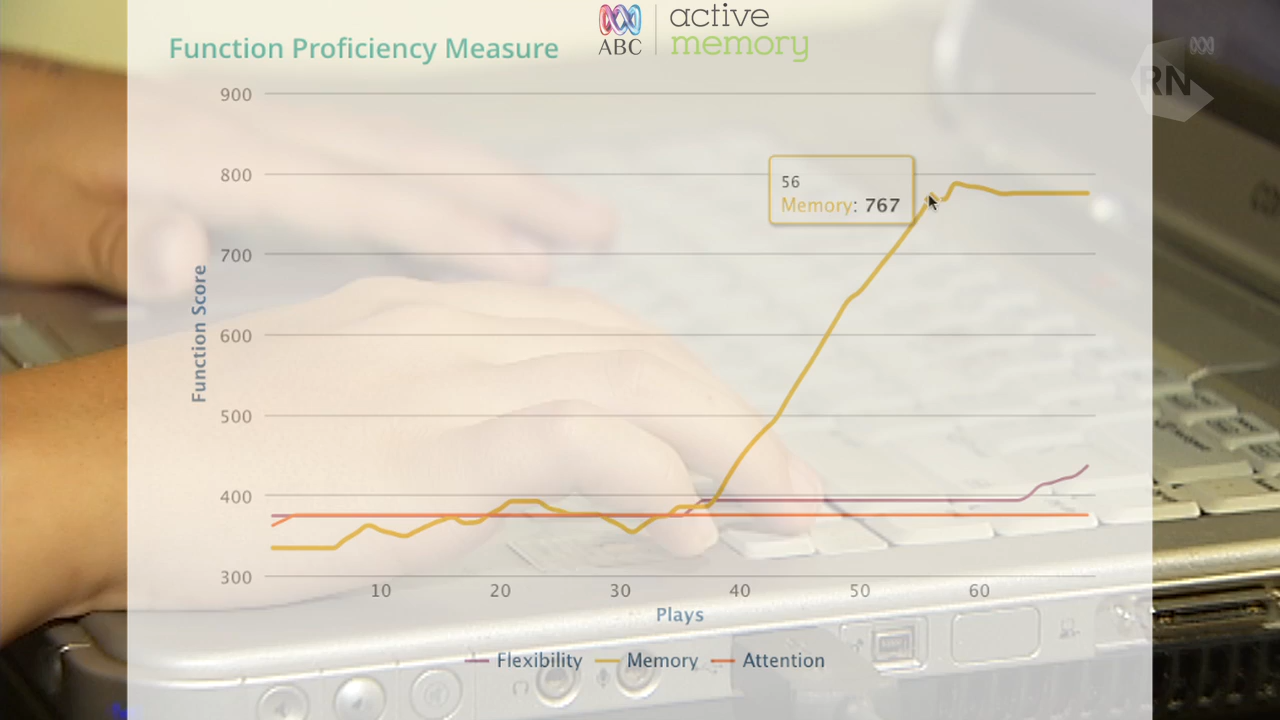 ABC
active
memory
Function Proficiency Measure
RN
900
800
700
600
500
400
300
Function Score
56
Memory: 767
10 20 30 40 50 60
Plays
Flexibility Memory Attention